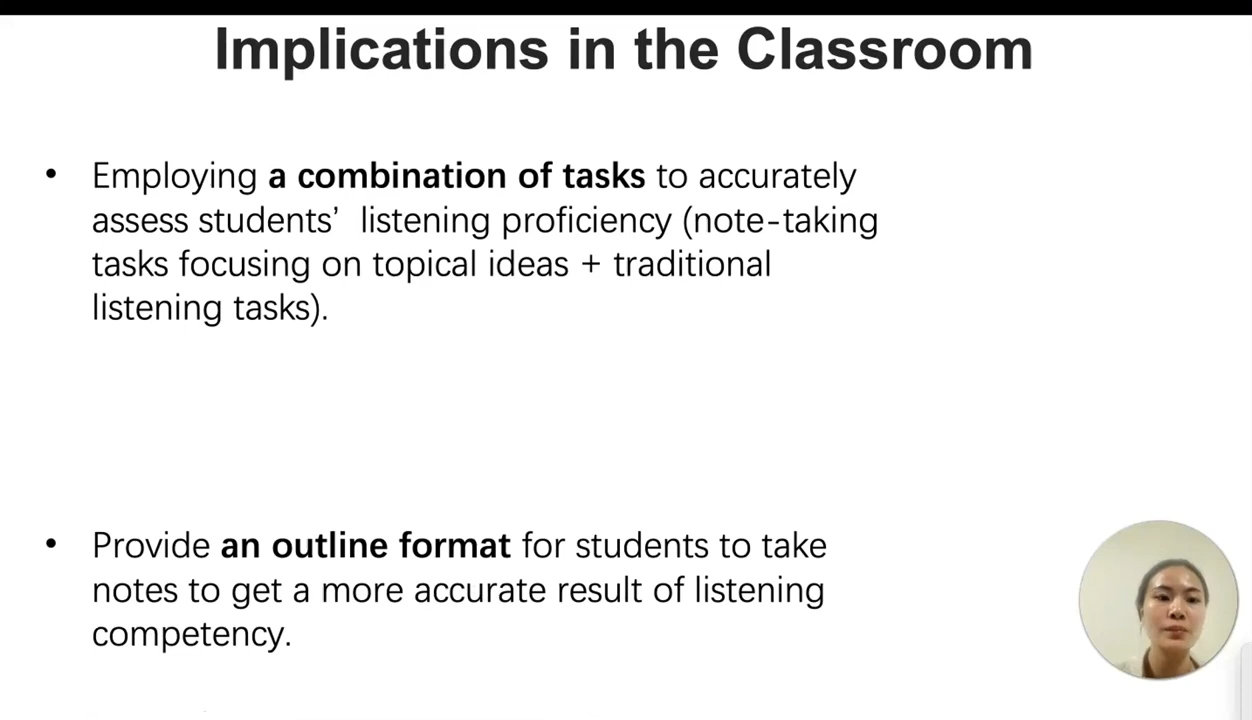 Implications in the Classroom
• Employing a combination of tasks to accurately
assess students’ listening proficiency (note-taking
tasks focusing on topical ideas + traditional
listening tasks).
• Provide an outline format for students to take
notes to get a more accurate result of listening
competency.